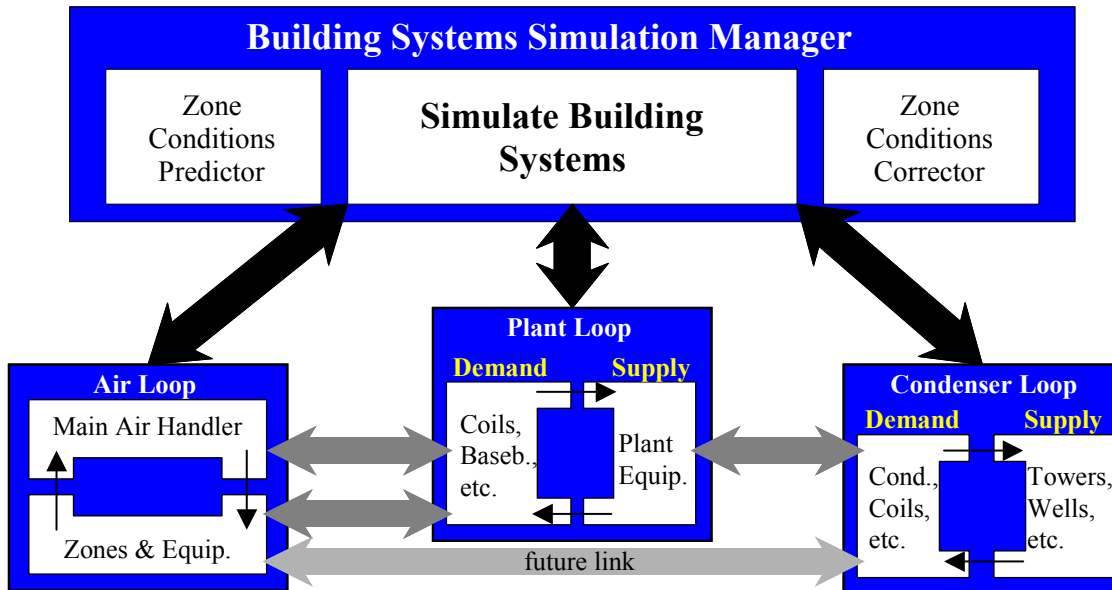 Building Systems Simulation Manager
Zone
Conditions
Predictor
Simulate Building
Systems
Zone
Conditions
Corrector
Air Loop
Main Air Handler
Zones & Equip.
Plant Loop
Demand
Supply
Coils,
Baseb.,
etc.
Plant
Equip.
Condenser Loop
Demand
Supply
Cond.,
Coils,
etc.
Towers,
Wells,
etc.
future link